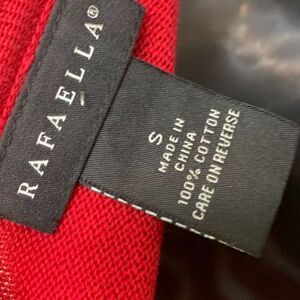 RAFAELLA®
S
MADE IN
CHINA
100% COTTON
CARE ON REVERSE